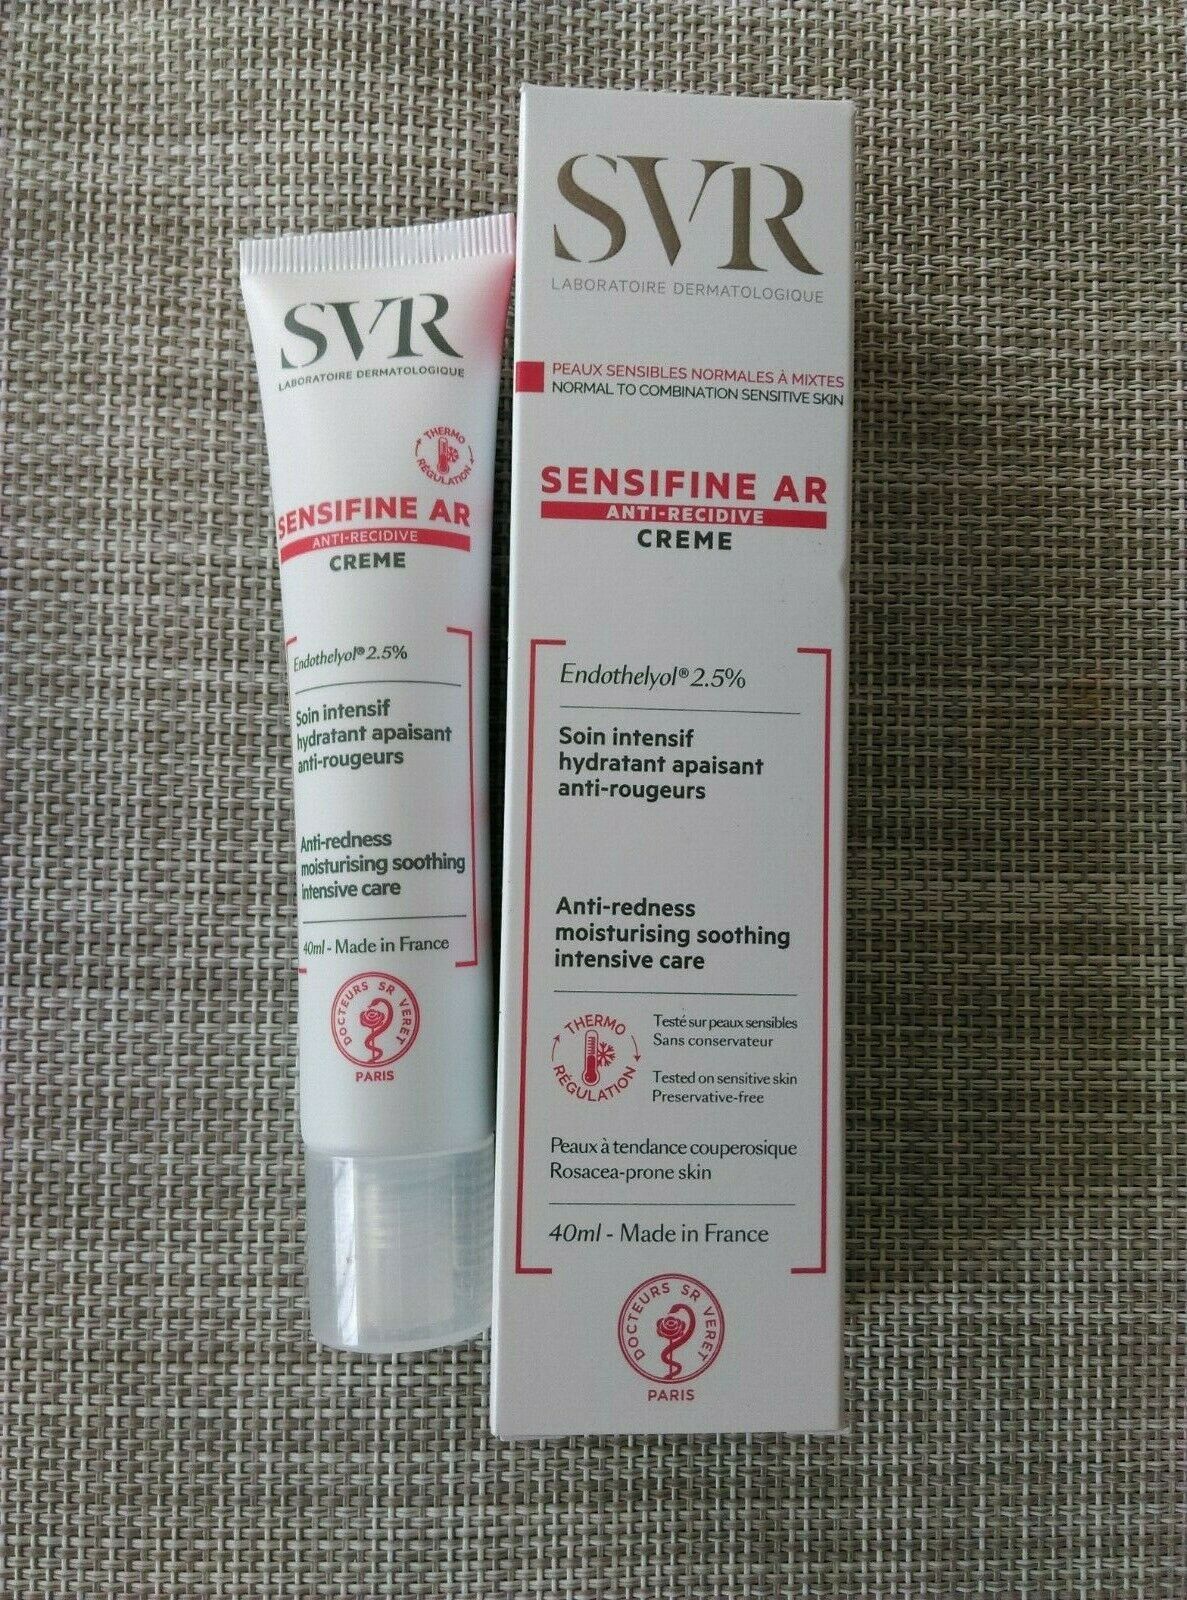 SVR
LABORATOIRE DERMATOLOGIQUE
THERMO
RÉGULATION
SENSIFINE AR
ANTI-RECIDIVE
CREME
Endothelyol® 2.5%
Soin intensif
hydratant apaisant
anti-rougeurs
Anti-redness
moisturising soothing
intensive care
40ml - Made in France
DOCTEURS SR VERET
PARIS
SVR
LABORATOIRE DERMATOLOGIQUE
PEAUX SENSIBLES NORMALES À MIXTES
NORMAL TO COMBINATION SENSITIVE SKIN
SENSIFINE AR
ANTI-RECIDIVE
CREME
Endothelyol® 2.5%
Soin intensif
hydratant apaisant
anti-rougeurs
Anti-redness
moisturising soothing
intensive care
THERMO
RÉGULATION
Testé sur peaux sensibles
Sans conservateur
Tested on sensitive skin
Preservative-free
Peaux à tendance couperosique
Rosacea-prone skin
40ml - Made in France
DOCTEURS SR VERET
PARIS